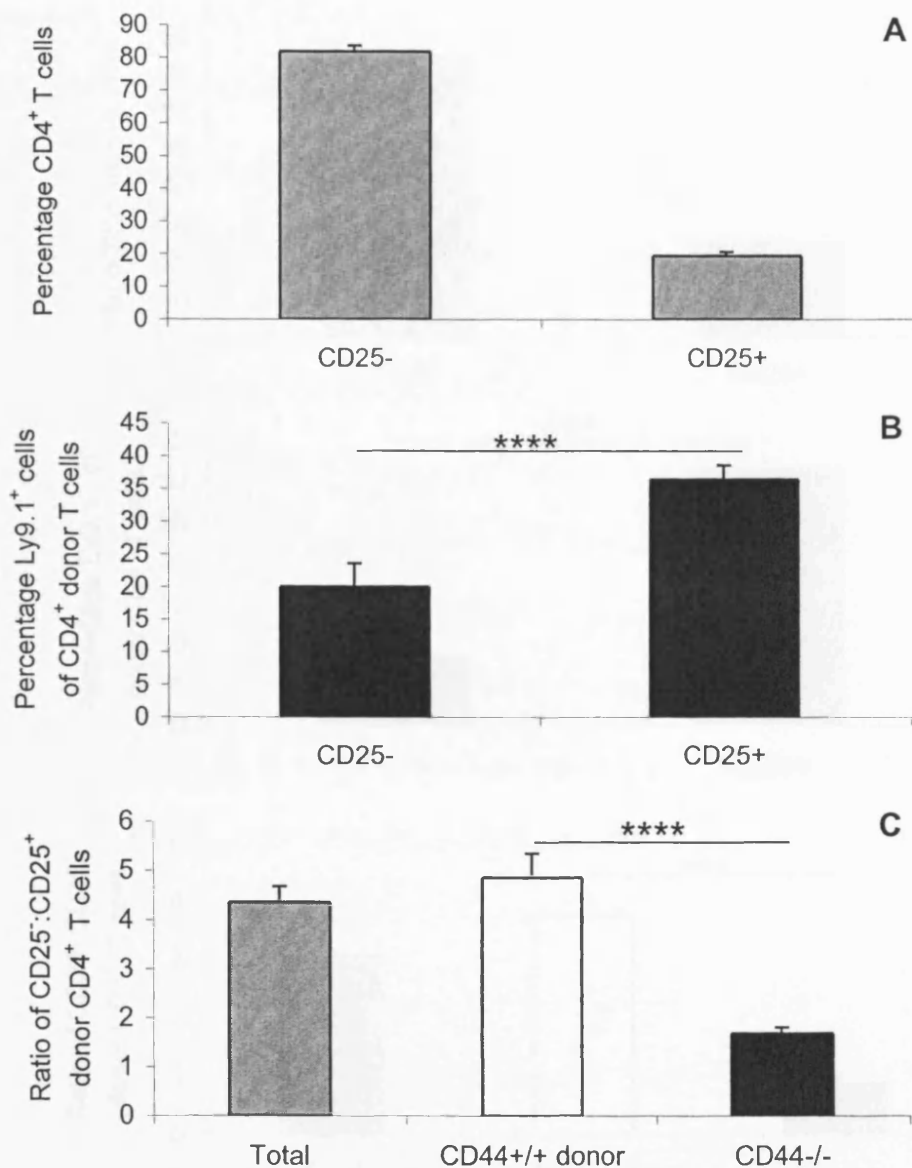 A
Percentage CD4⁺ T cells
90
80
70
60
50
40
30
20
10
0
CD25-
CD25+
B
Percentage Ly9.1⁺ cells
of CD4⁺ donor T cells
45
40
35
30
25
20
15
10
5
0
****
CD25-
CD25+
C
Ratio of CD25⁻:CD25⁺
donor CD4⁺ T cells
6
5
4
3
2
1
0
****
Total
CD44+/+ donor
CD44-/-